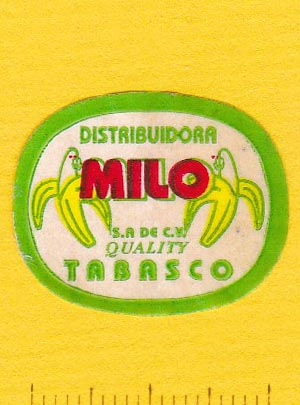 DISTRIBUIDORA
MILO
S.A DE C.V.
QUALITY
TABASCO